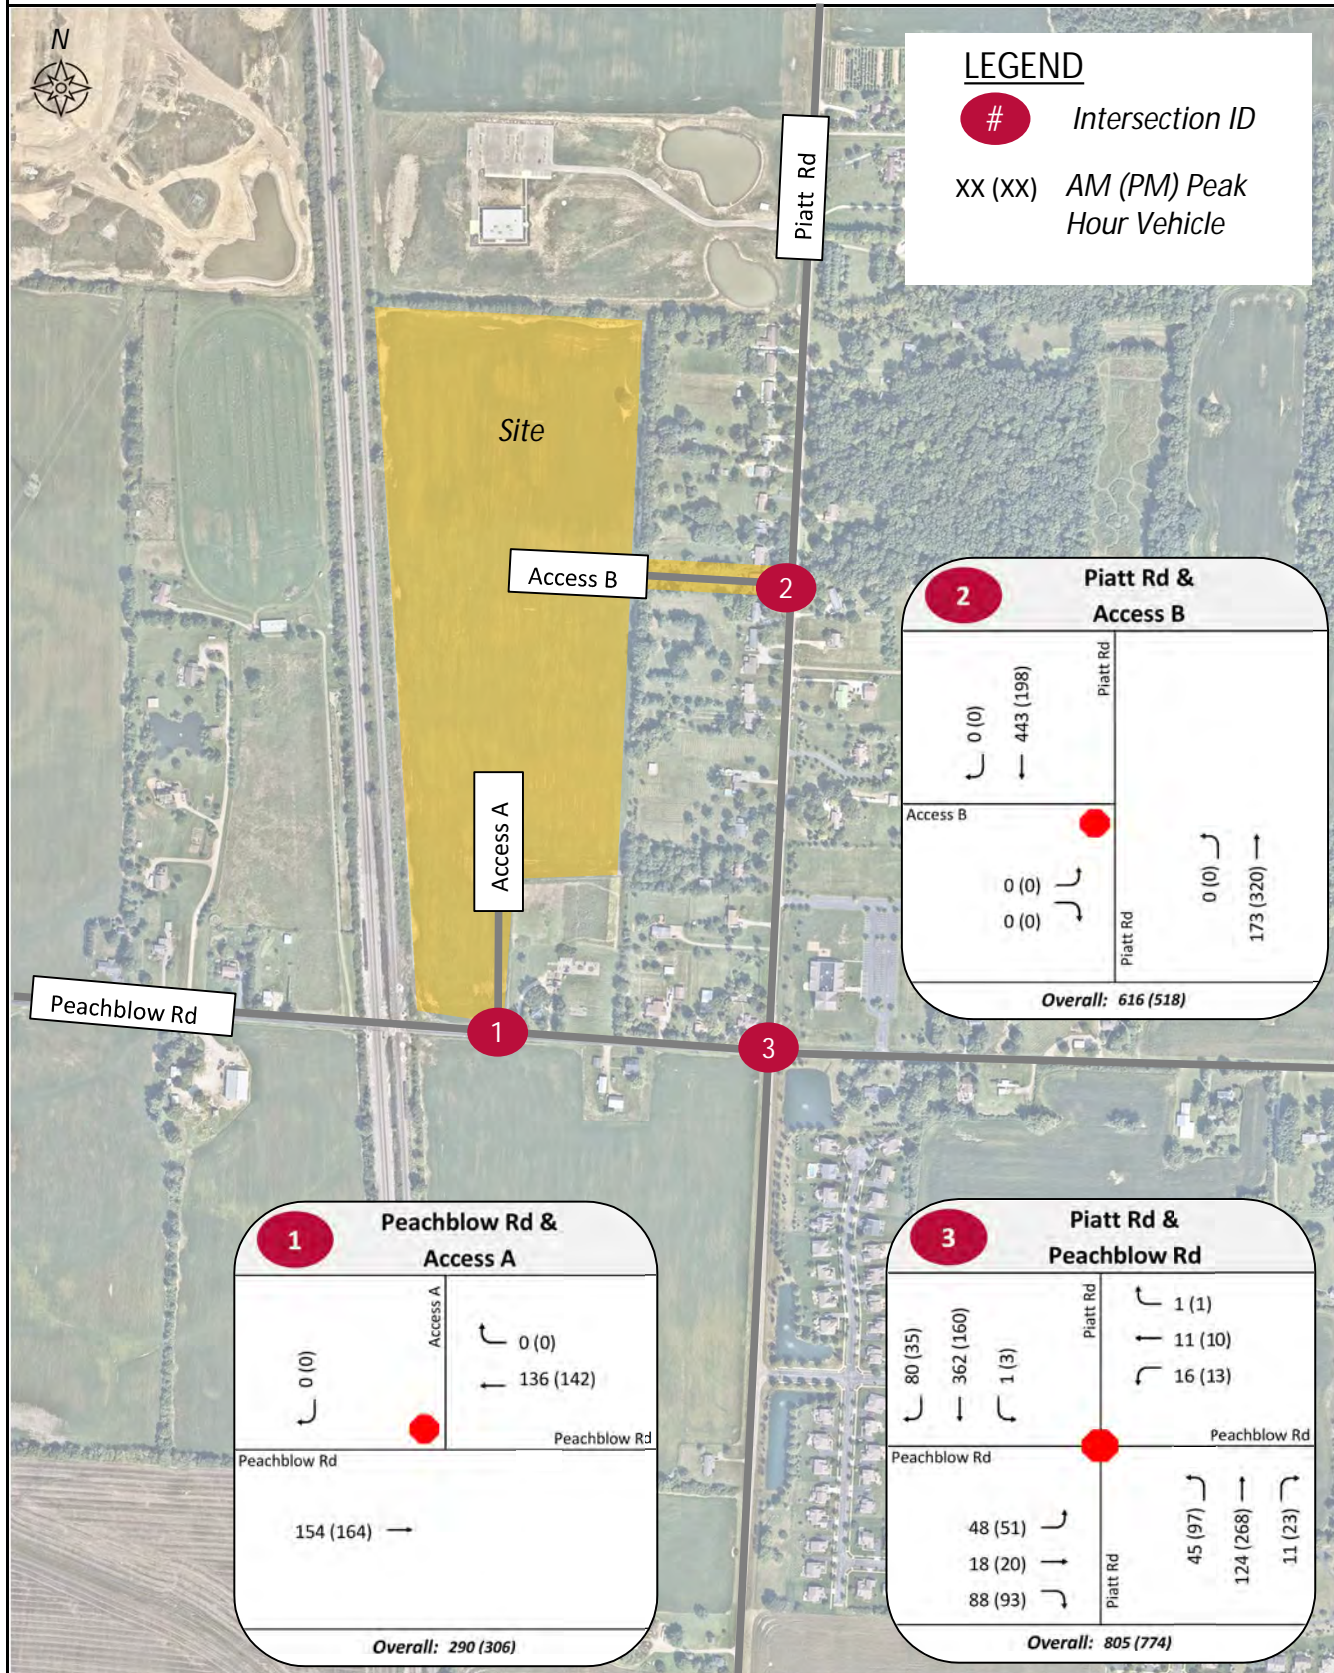 N
LEGEND
# Intersection ID
XX (XX) AM (PM) Peak
Hour Vehicle
Piatt Rd
Site
Access B
2
Access A
Peachblow Rd
1
3
2
Piatt Rd &
Access B
0 (0)
443 (198)
Piatt Rd
Access B
0 (0)
0 (0)
Piatt Rd
0 (0)
173 (320)
Overall: 616 (518)
1
Peachblow Rd &
Access A
0 (0)
Access A
0 (0)
136 (142)
Peachblow Rd
Peachblow Rd
154 (164)
Overall: 290 (306)
3
Piatt Rd &
Peachblow Rd
80 (35)
362 (160)
1 (3)
Piatt Rd
1 (1)
11 (10)
16 (13)
Peachblow Rd
Peachblow Rd
48 (51)
18 (20)
88 (93)
Piatt Rd
45 (97)
124 (268)
11 (23)
Overall: 805 (774)